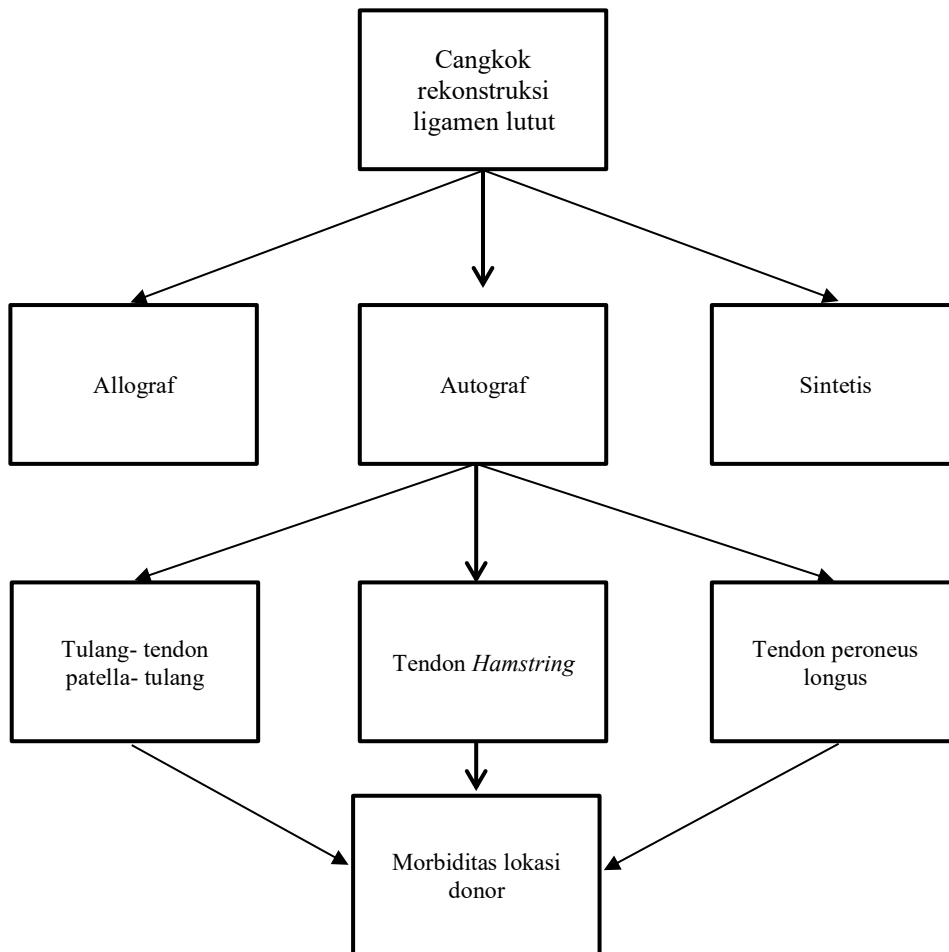 Cangkok
rekonstruksi
ligamen lutut
Allograf
Autograf
Sintetis
Tulang- tendon
patella- tulang
Tendon Hamstring
Tendon peroneus
longus
Morbiditas lokasi
donor